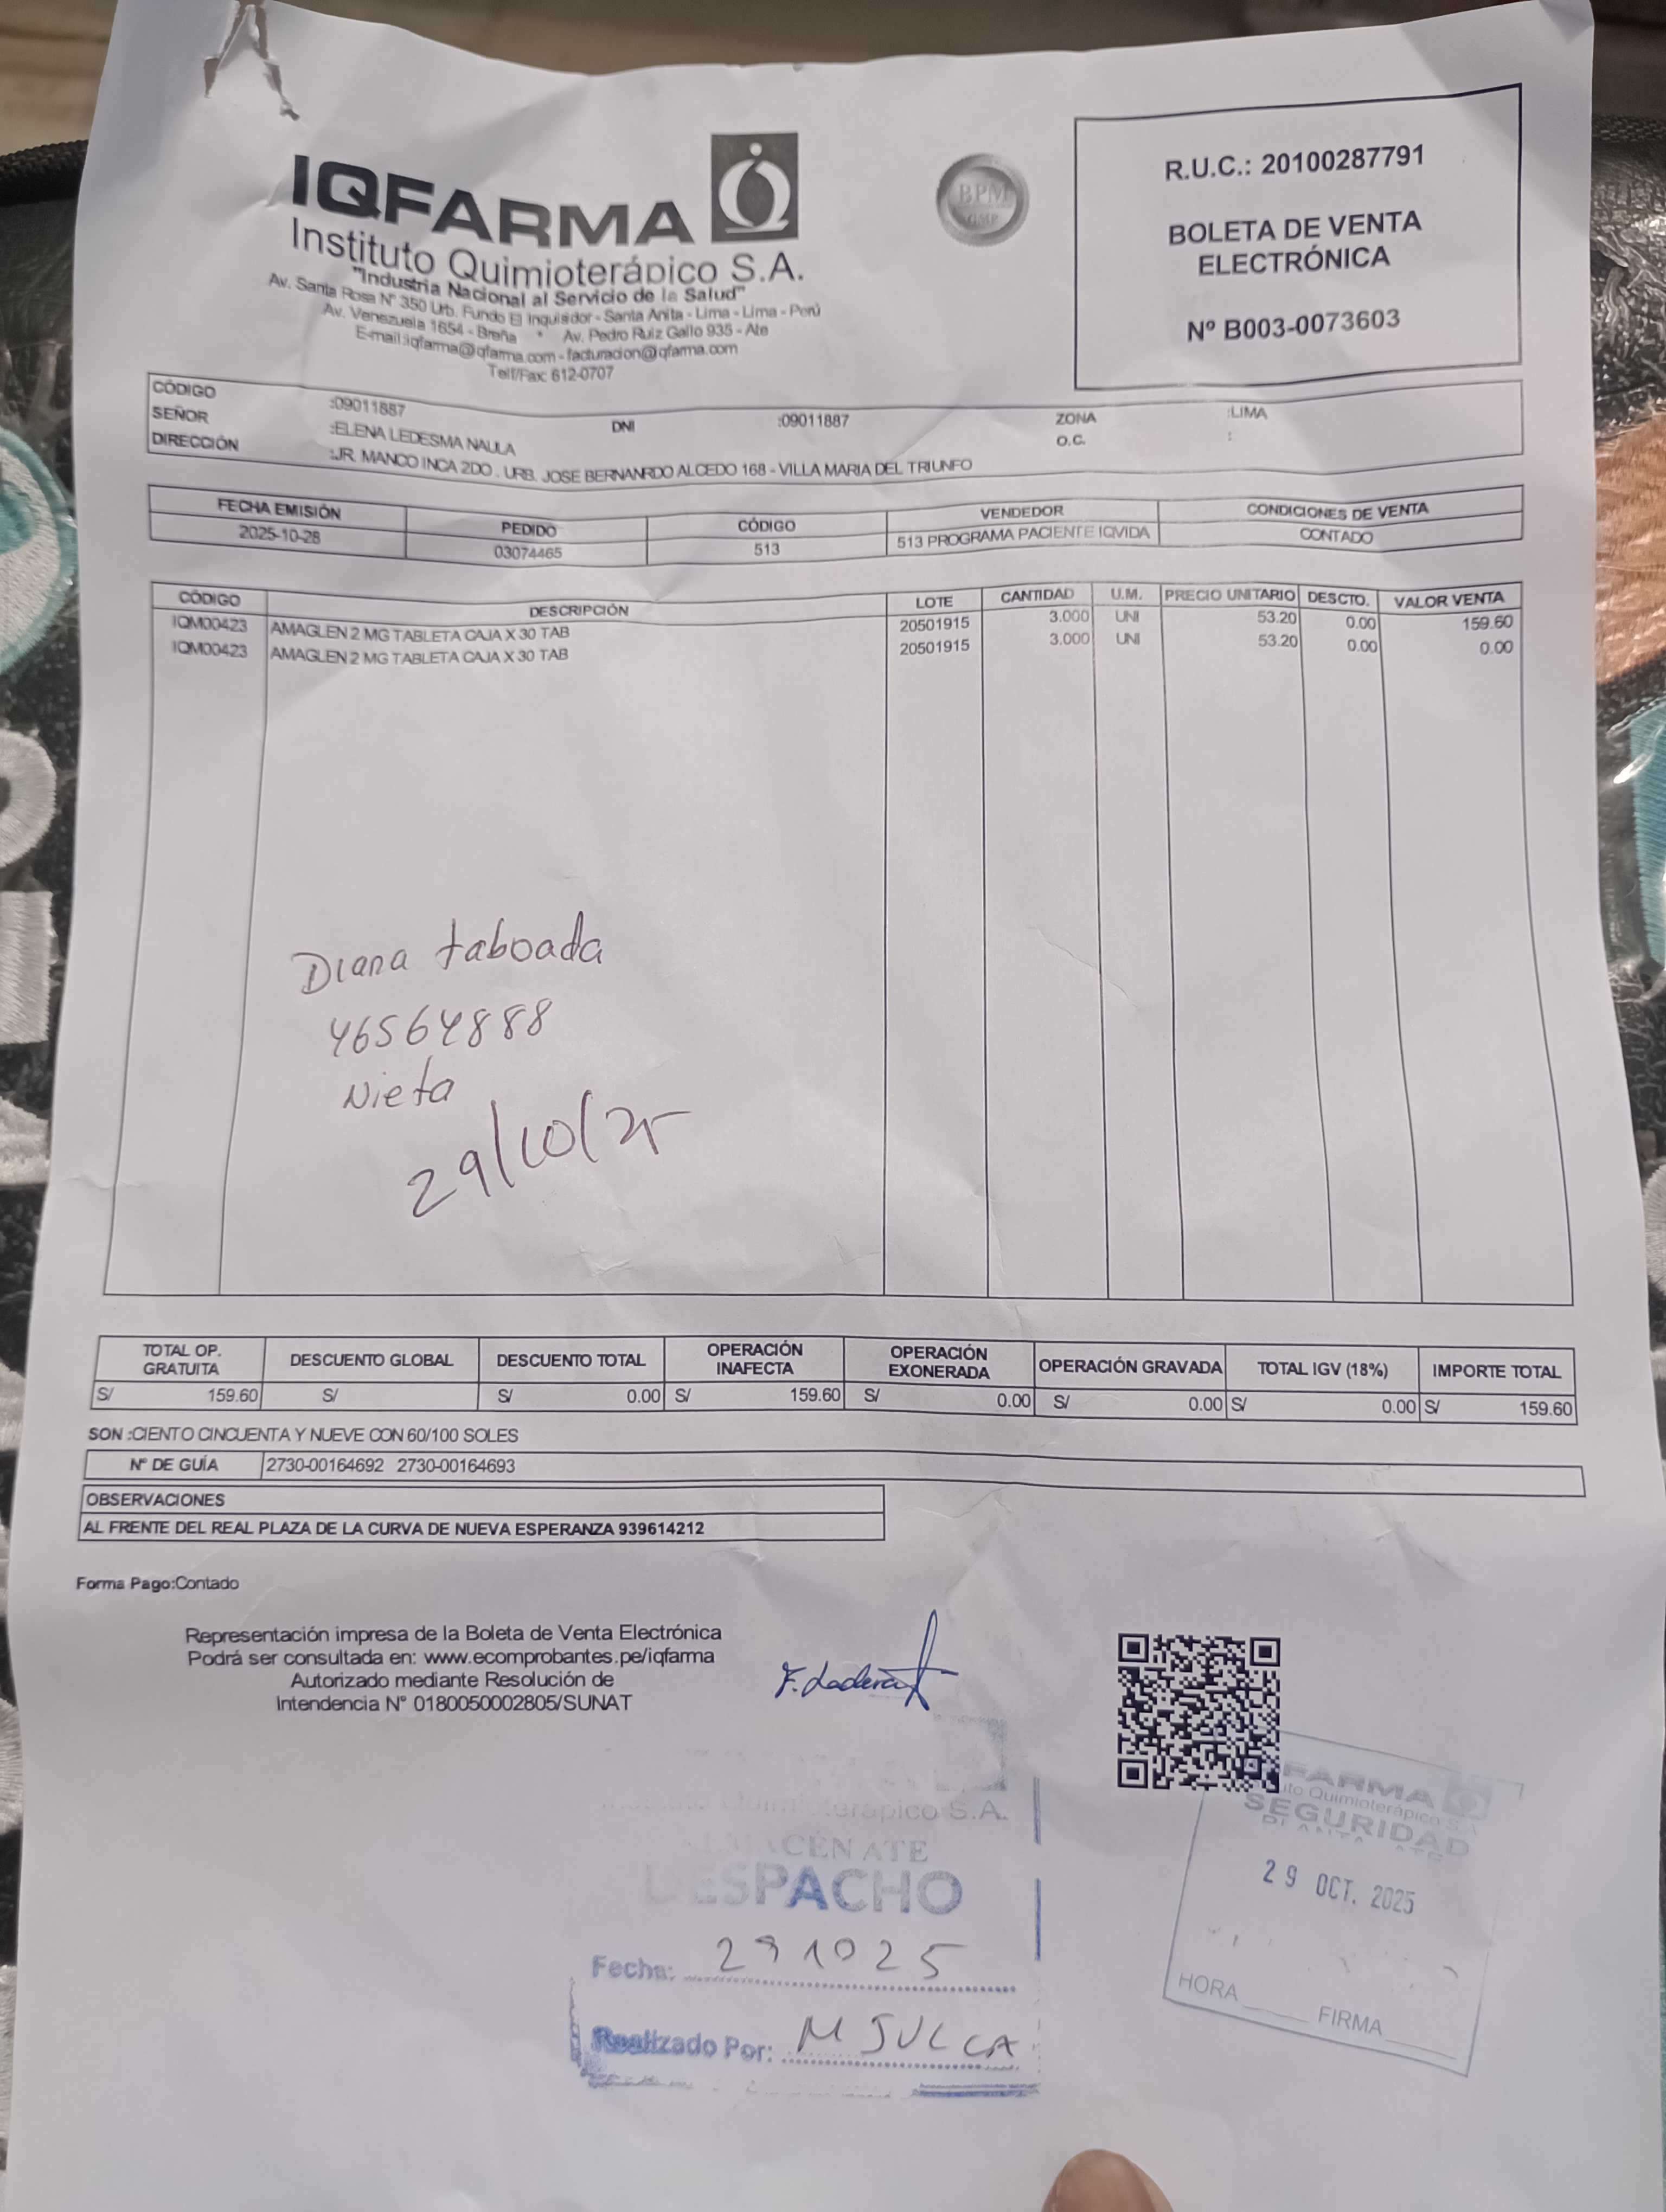 IQFARMA
Instituto Quimioterápico S.A.
"Industria Nacional al Servicio de la Salud"
Av. Santa Rosa N° 350 Urb. Fundo El Inquisidor - Santa Anita - Lima - Lima - Perú
Av. Venezuela 1654 - Breña * Av. Pedro Ruiz Gallo 935 - Ate
E-mail:iqfarma@iqfarma.com - facturacion@iqfarma.com
Telf/Fax: 612-0707
BPM
GMP
R.U.C.: 20100287791
BOLETA DE VENTA
ELECTRÓNICA
Nº B003-0073603
CÓDIGO :09011887 DNI :09011887 ZONA :LIMA
SEÑOR :ELENA LEDESMA NAULA O.C. :
DIRECCIÓN :JR. MANCO INCA 2DO . URB. JOSE BERNANRDO ALCEDO 168 - VILLA MARIA DEL TRIUNFO
FECHA EMISIÓN PEDIDO CÓDIGO VENDEDOR CONDICIONES DE VENTA
2025-10-28 03074465 513 513 PROGRAMA PACIENTE IQVIDA CONTADO
CÓDIGO DESCRIPCIÓN LOTE CANTIDAD U.M. PRECIO UNITARIO DESCTO. VALOR VENTA
IQM00423 AMAGLEN 2 MG TABLETA CAJA X 30 TAB 20501915 3.000 UNI 53.20 0.00 159.60
IQM00423 AMAGLEN 2 MG TABLETA CAJA X 30 TAB 20501915 3.000 UNI 53.20 0.00 0.00
Diana taboada
46564888
Nieta
29/10/25
TOTAL OP. GRATUITA DESCUENTO GLOBAL DESCUENTO TOTAL OPERACIÓN INAFECTA OPERACIÓN EXONERADA OPERACIÓN GRAVADA TOTAL IGV (18%) IMPORTE TOTAL
S/ 159.60 S/ S/ 0.00 S/ 159.60 S/ 0.00 S/ 0.00 S/ 0.00 S/ 159.60
SON :CIENTO CINCUENTA Y NUEVE CON 60/100 SOLES
N° DE GUÍA 2730-00164692 2730-00164693
OBSERVACIONES
AL FRENTE DEL REAL PLAZA DE LA CURVA DE NUEVA ESPERANZA 939614212
Forma Pago:Contado
Representación impresa de la Boleta de Venta Electrónica
Podrá ser consultada en: www.ecomprobantes.pe/iqfarma
Autorizado mediante Resolución de
Intendencia N° 0180050002805/SUNAT
Quimioterápico S.A.
ATE
DESPACHO
Fecha: 291025
Realizado Por: M JULCA
FARMA
Quimioterápico S.A.
SEGURIDAD
PLANTA ATE
29 OCT. 2025
HORA FIRMA